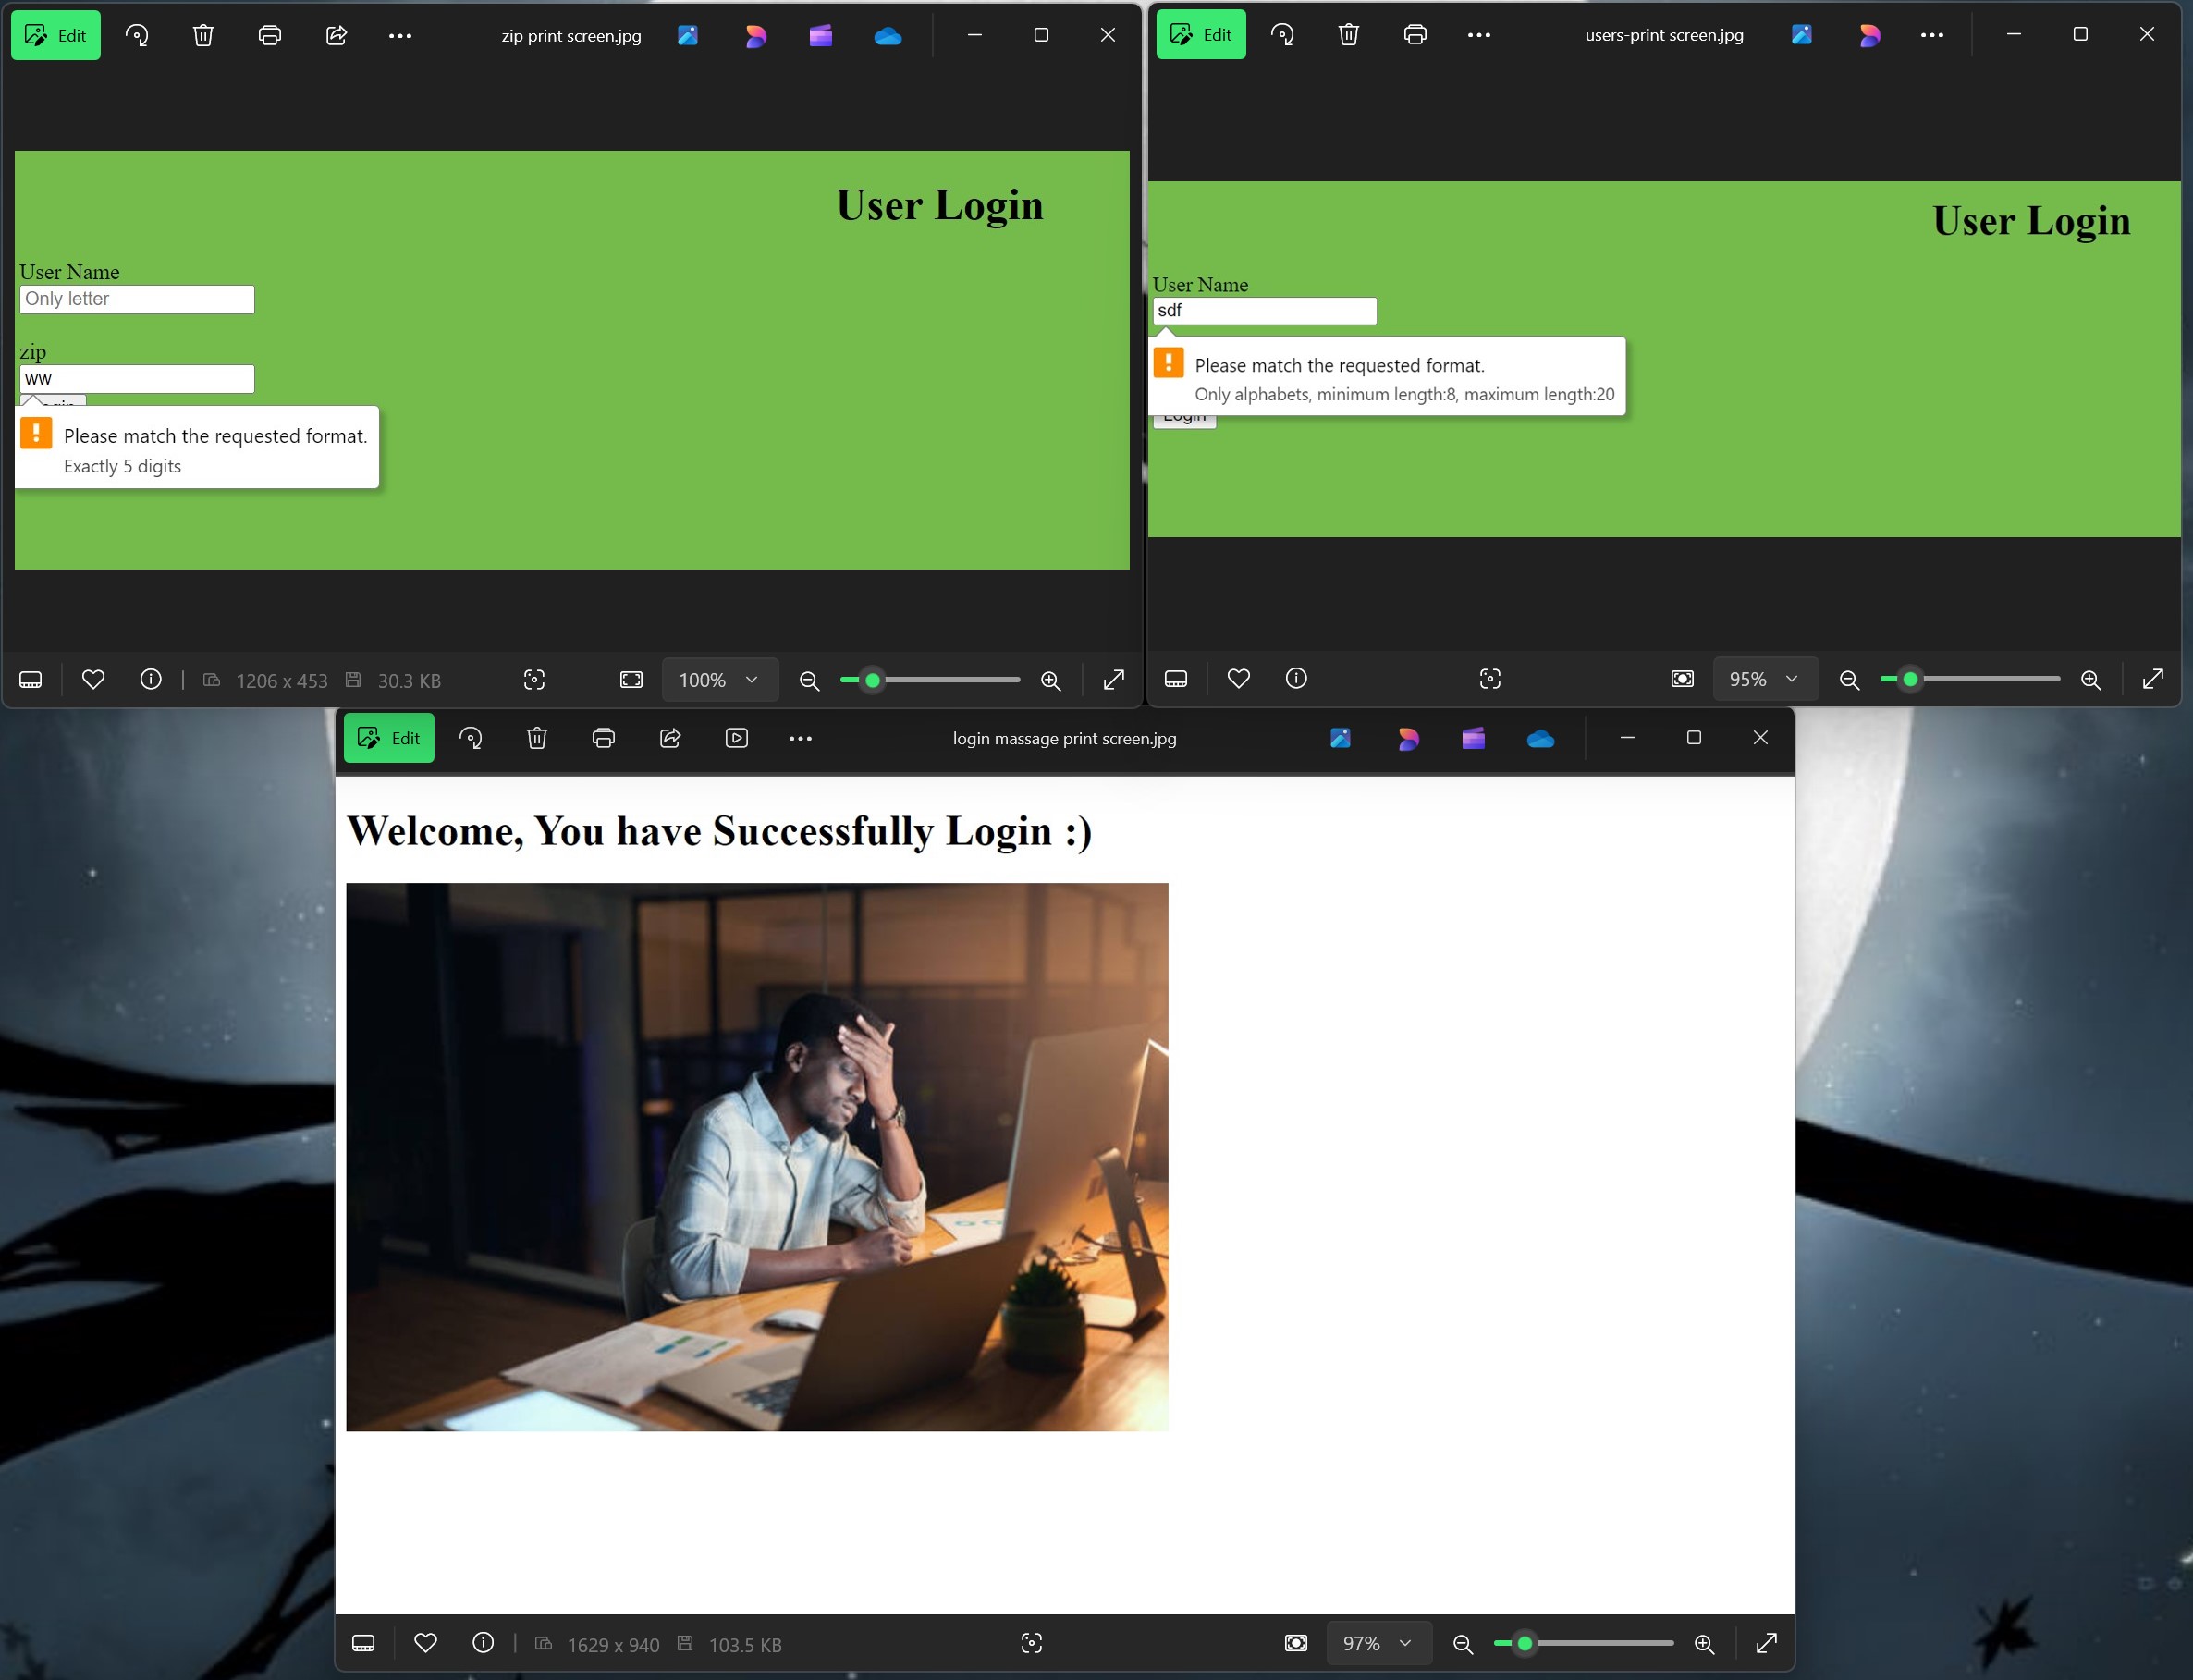 Edit
zip print screen.jpg
User Login
User Name
Only letter
zip
ww
Please match the requested format.
Exactly 5 digits
1206 x 453
30.3 KB
100%
Edit
users-print screen.jpg
User Login
User Name
sdf
Please match the requested format.
Only alphabets, minimum length:8, maximum length:20
Login
95%
Edit
login massage print screen.jpg
Welcome, You have Successfully Login :)
1629 x 940
103.5 KB
97%